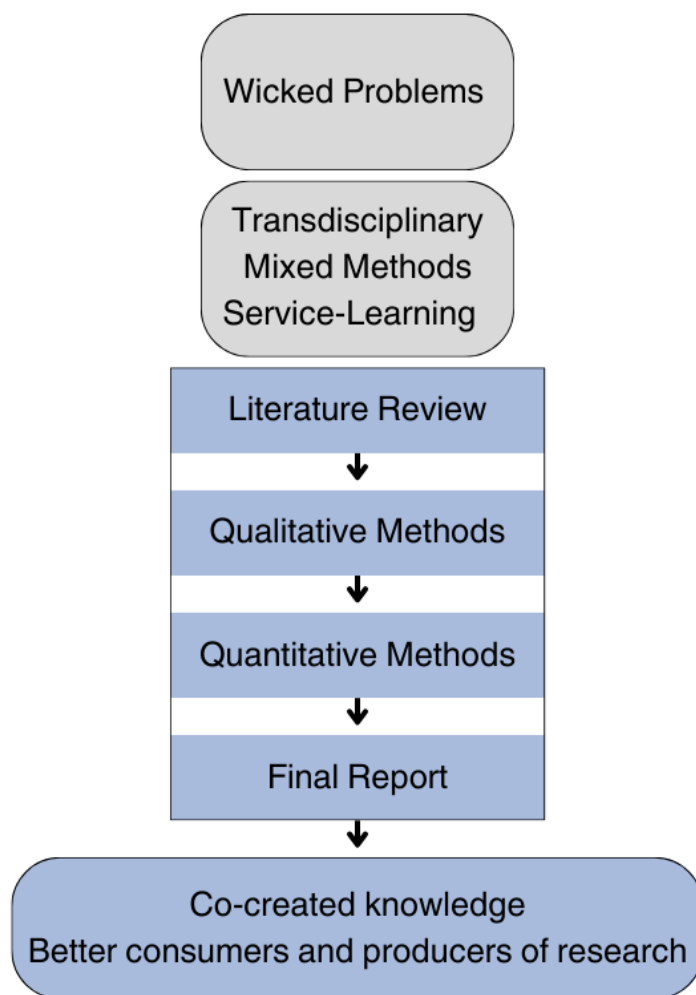 Wicked Problems
Transdisciplinary
Mixed Methods
Service-Learning
Literature Review
Qualitative Methods
Quantitative Methods
Final Report
Co-created knowledge
Better consumers and producers of research